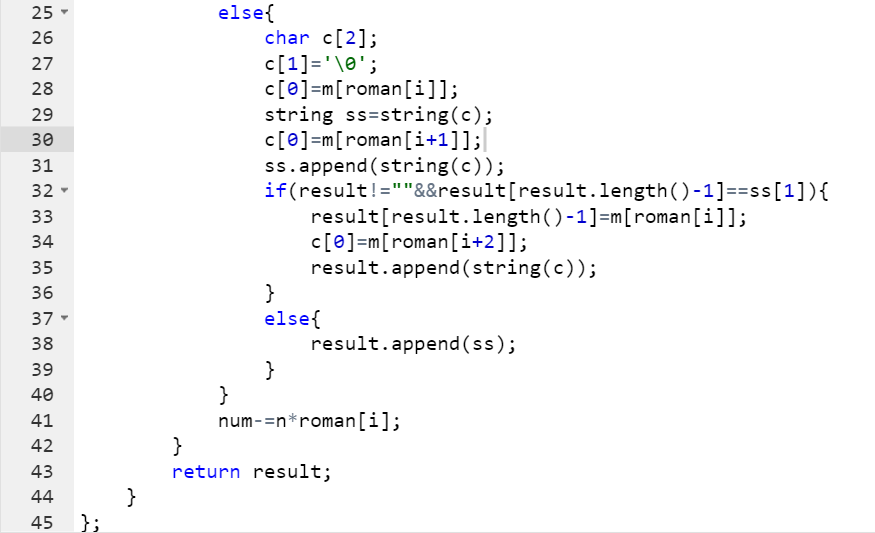 25 else{
26 char c[2];
27 c[1]='\0';
28 c[0]=m[roman[i]];
29 string ss=string(c);
30 c[0]=m[roman[i+1]];
31 ss.append(string(c));
32 if(result!=""&&result[result.length()-1]==ss[1]){
33 result[result.length()-1]=m[roman[i]];
34 c[0]=m[roman[i+2]];
35 result.append(string(c));
36 }
37 else{
38 result.append(ss);
39 }
40 }
41 num-=n*roman[i];
42 }
43 return result;
44 }
45 };